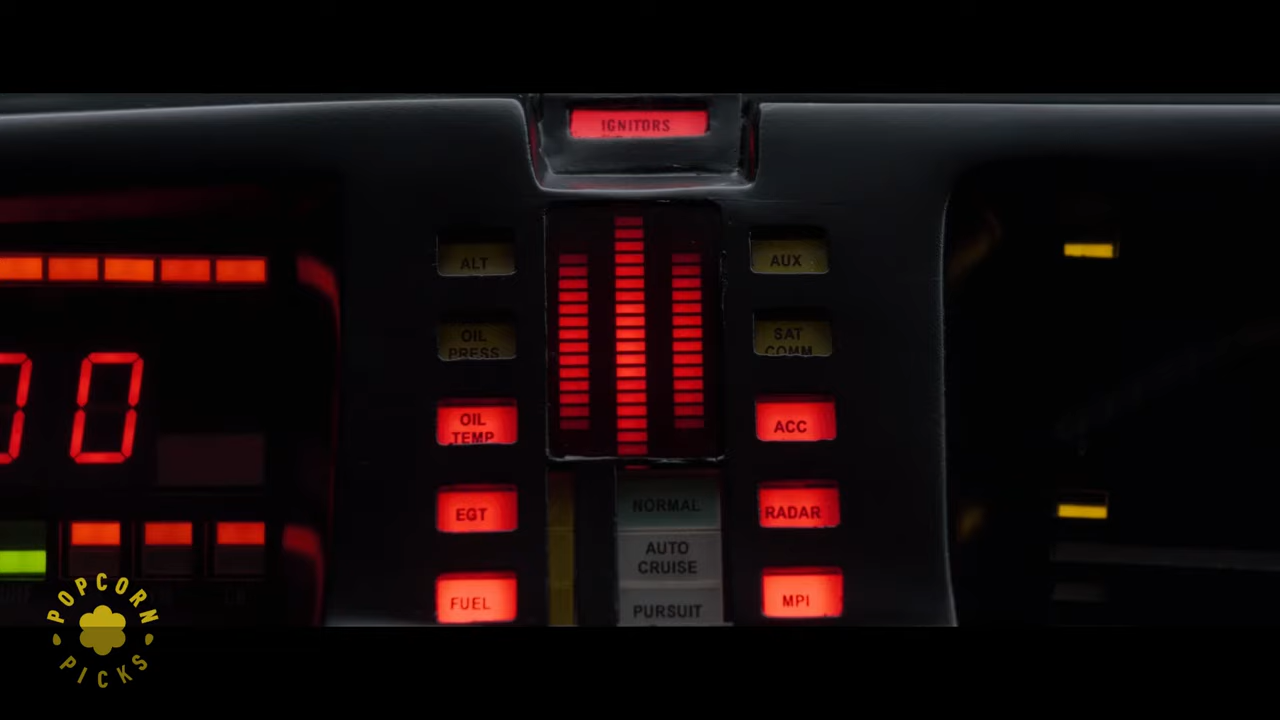 IGNITORS
ALT
AUX
OIL
PRESS
SAT
COMM
00
OIL
TEMP
ACC
NORMAL
EGT
RADAR
AUTO
CRUISE
FUEL
MPI
PURSUIT
POPCORN
PICKS